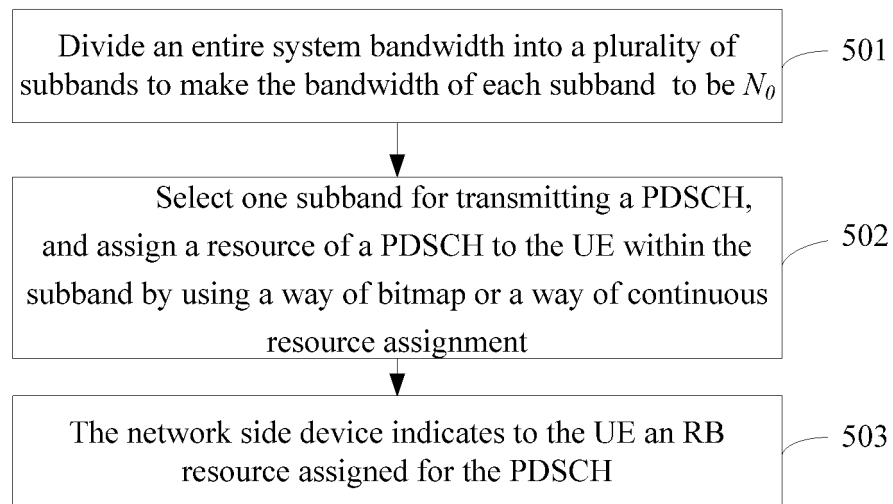 Divide an entire system bandwidth into a plurality of
subbands to make the bandwidth of each subband to be N₀
501
Select one subband for transmitting a PDSCH,
and assign a resource of a PDSCH to the UE within the
subband by using a way of bitmap or a way of continuous
resource assignment
502
The network side device indicates to the UE an RB
resource assigned for the PDSCH
503